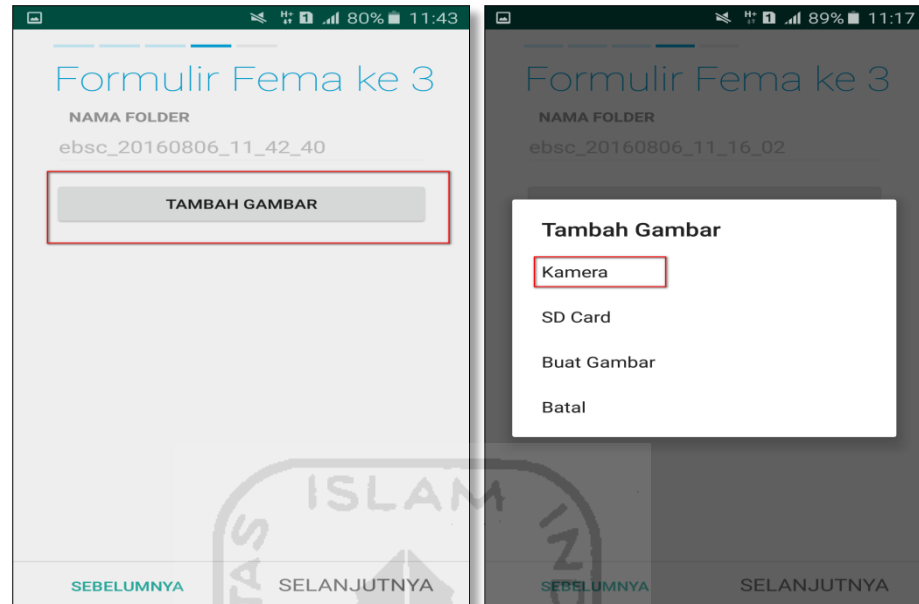 80% 11:43
Formulir Fema ke 3
NAMA FOLDER
ebsc_20160806_11_42_40
TAMBAH GAMBAR
SEBELUMNYA SELANJUTNYA
89% 11:17
Formulir Fema ke 3
NAMA FOLDER
ebsc_20160806_11_16_02
Tambah Gambar
Kamera
SD Card
Buat Gambar
Batal
SEBELUMNYA SELANJUTNYA
ISLAM